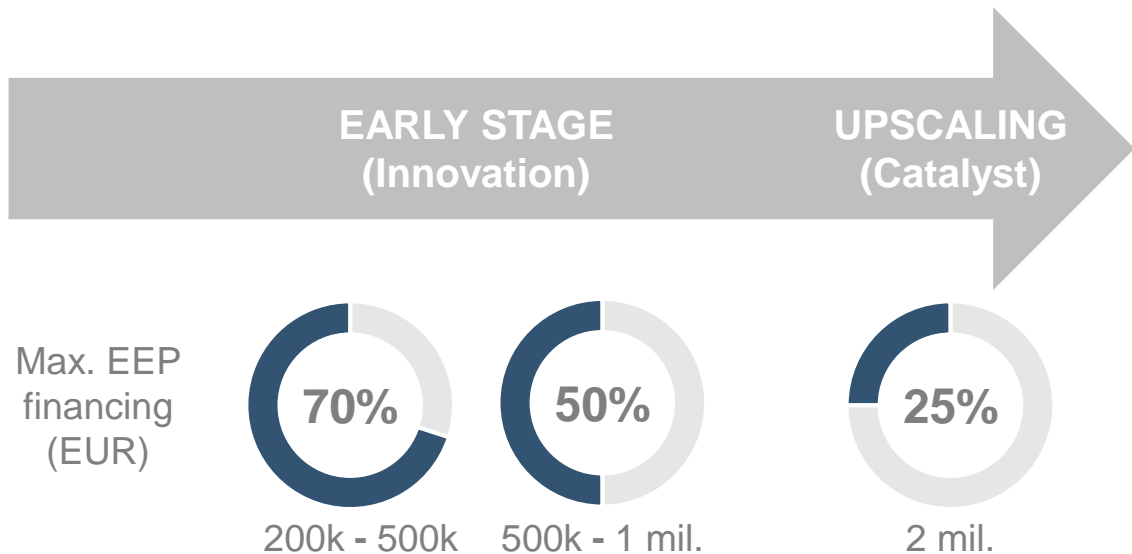 EARLY STAGE
(Innovation)
UPSCALING
(Catalyst)
Max. EEP
financing
(EUR)
70%
50%
25%
200k - 500k
500k - 1 mil.
2 mil.